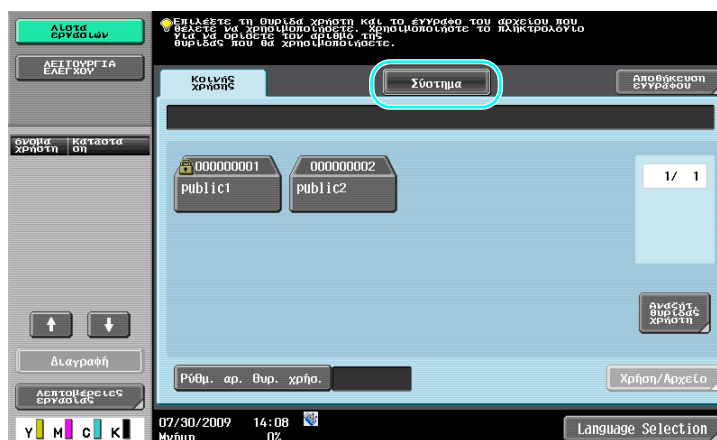 Λίστα
εργασιών
Επιλέξτε τη θυρίδα χρήστη και το έγγραφο του αρχείου που
θέλετε να χρησιμοποιήσετε. Χρησιμοποιήστε το πληκτρολόγιο
για να ορίσετε τον αριθμό της
θυρίδας που θα χρησιμοποιήσετε.
ΛΕΙΤΟΥΡΓΙΑ
ΕΛΕΓΧΟΥ
Κοινής
χρήσης
Σύστημα
Αποθήκευση
εγγράφου
όνομα
χρήστη
Κατάστα
ση
000000001
public1
000000002
public2
1/ 1
Αναζήτ.
θυρίδας
χρήστη
Διαγραφή
Λεπτομέρειες
εργασίας
Ρύθμ. αρ. θυρ. χρήσ.
Χρήση/Αρχείο
Y M C K
07/30/2009 14:08
Μνήμη 0%
Language Selection